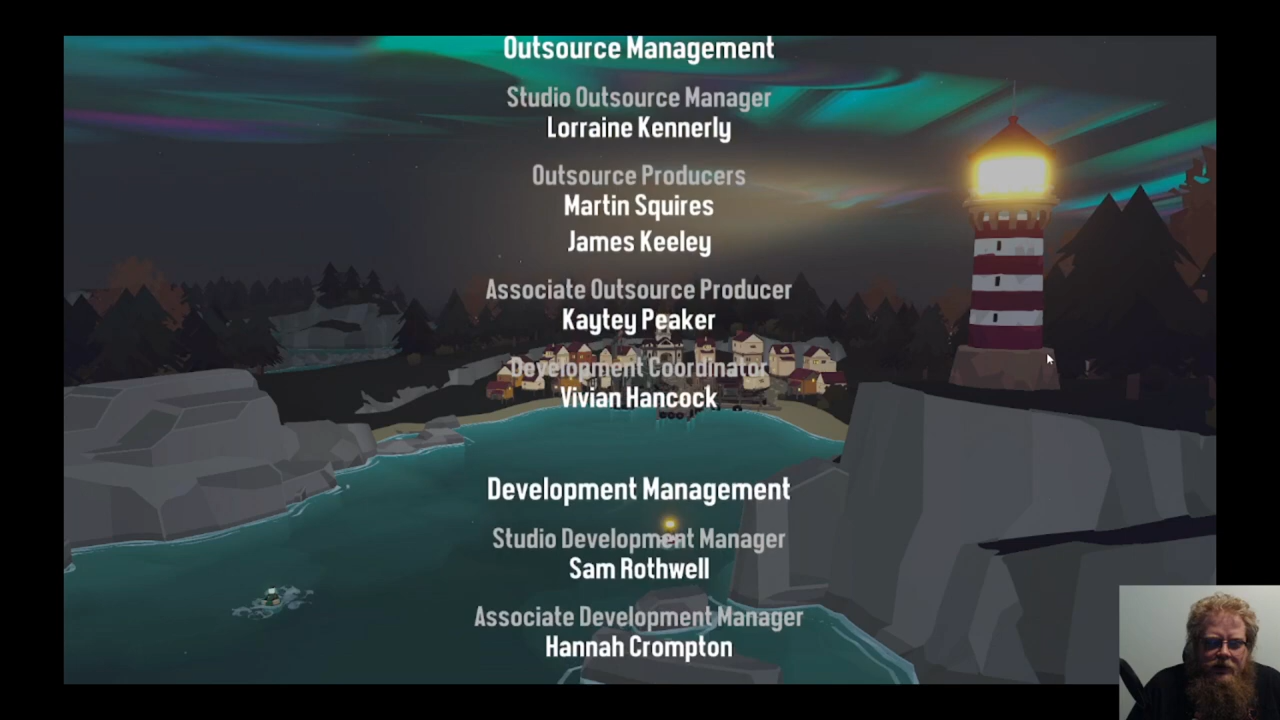 Outsource Management
Studio Outsource Manager
Lorraine Kennerly
Outsource Producers
Martin Squires
James Keeley
Associate Outsource Producer
Kaytey Peaker
Development Coordinator
Vivian Hancock
Development Management
Studio Development Manager
Sam Rothwell
Associate Development Manager
Hannah Crompton